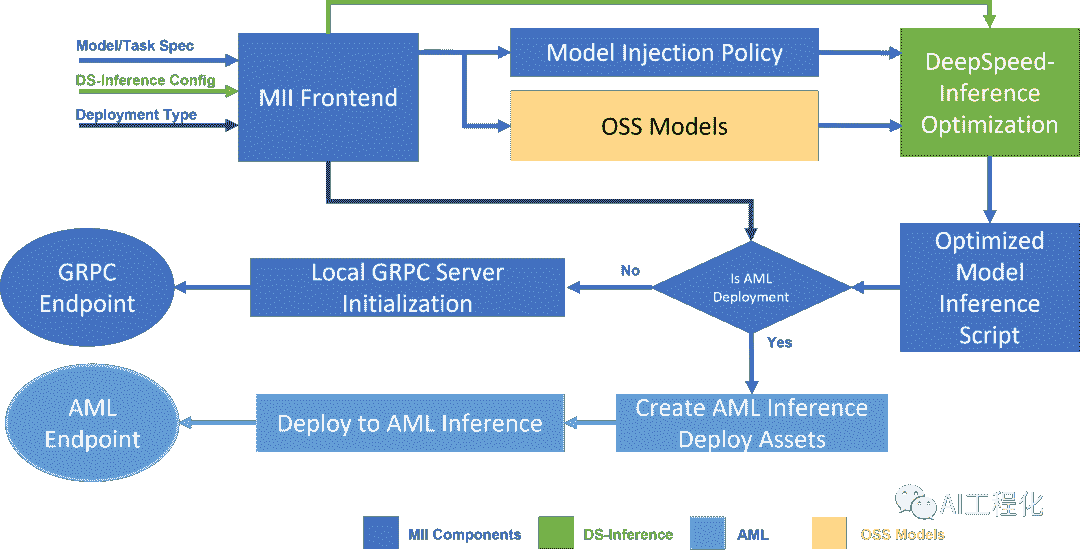 Model/Task Spec
DS-Inference Config
Deployment Type
MII Frontend
Model Injection Policy
OSS Models
DeepSpeed-
Inference
Optimization
GRPC
Endpoint
Local GRPC Server
Initialization
No
Is AML
Deployment
Yes
Optimized
Model
Inference
Script
AML
Endpoint
Deploy to AML Inference
Create AML Inference
Deploy Assets
AI工程化
MII Components
DS-Inference
AML
OSS Models